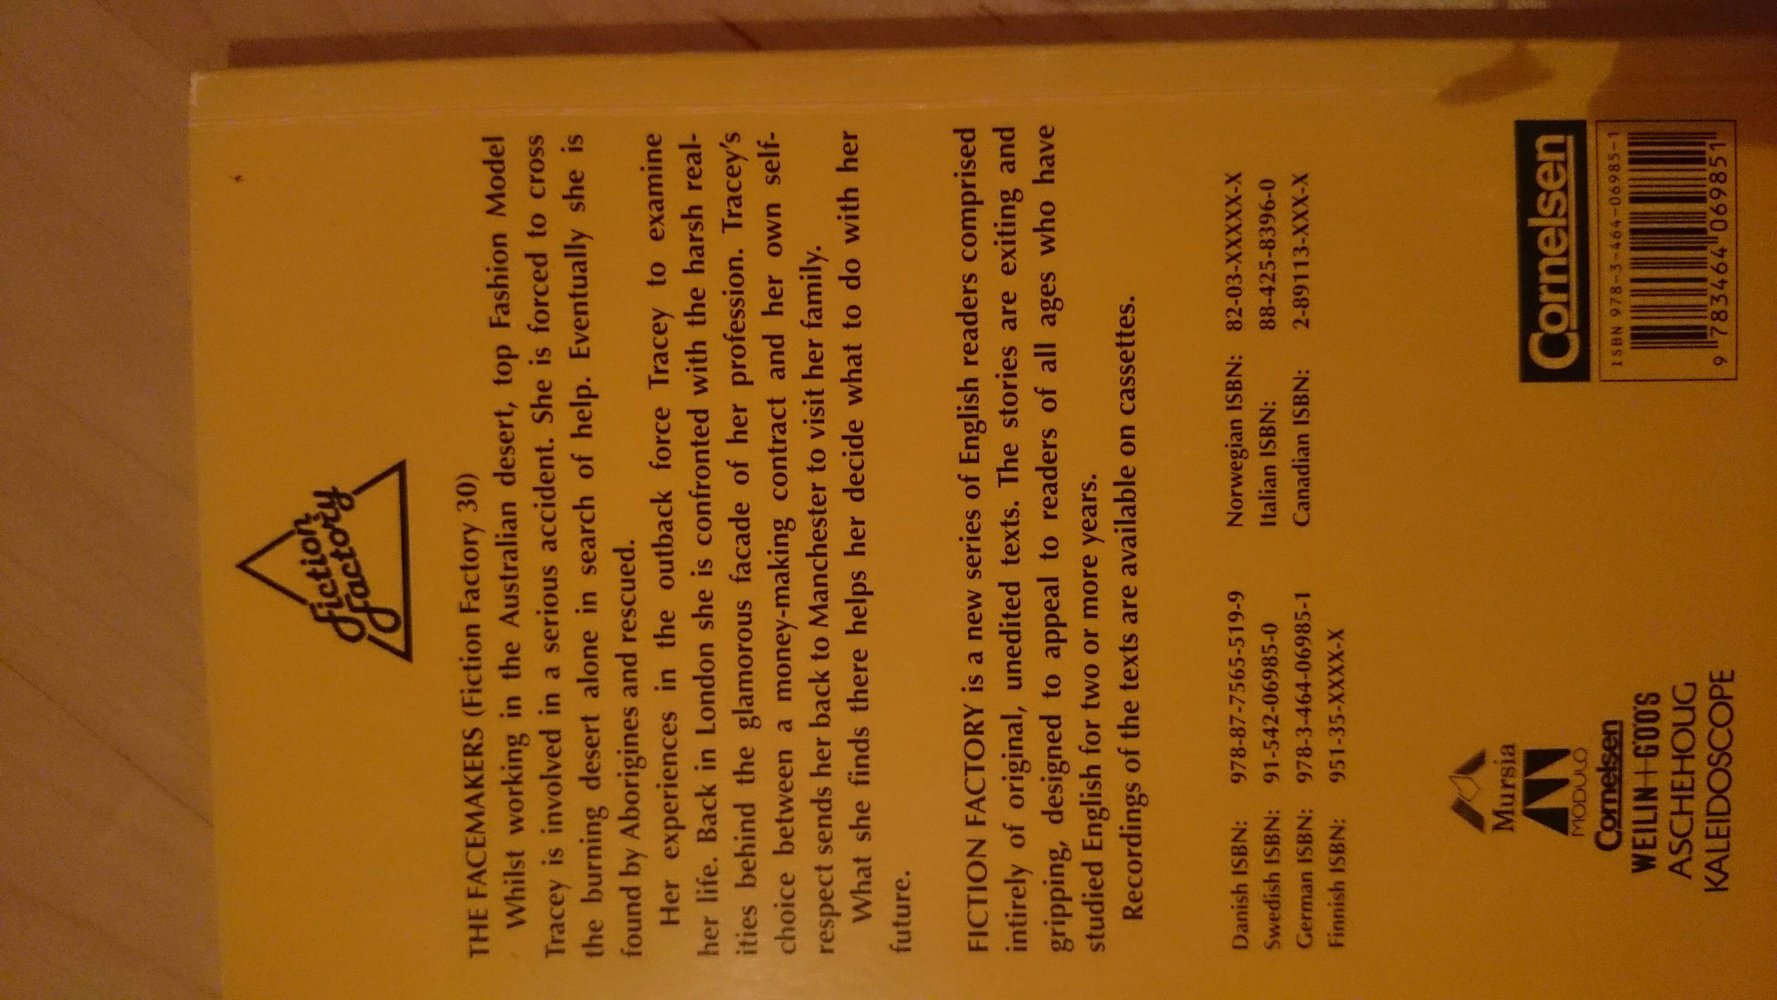 Fiction
Factory
THE FACEMAKERS (Fiction Factory 30)
Whilst working in the Australian desert, top Fashion Model
Tracey is involved in a serious accident. She is forced to cross
the burning desert alone in search of help. Eventually she is
found by Aborigines and rescued.
Her experiences in the outback force Tracey to examine
her life. Back in London she is confronted with the harsh real-
ities behind the glamorous facade of her profession. Tracey's
choice between a money-making contract and her own self-
respect sends her back to Manchester to visit her family.
What she finds there helps her decide what to do with her
future.
FICTION FACTORY is a new series of English readers comprised
intirely of original, unedited texts. The stories are exiting and
gripping, designed to appeal to readers of all ages who have
studied English for two or more years.
Recordings of the texts are available on cassettes.
Danish ISBN: 978-87-7565-519-9
Swedish ISBN: 91-542-06985-0
German ISBN: 978-3-464-06985-1
Finnish ISBN: 951-35-XXXX-X
Norwegian ISBN: 82-03-XXXXX-X
Italian ISBN: 88-425-8396-0
Canadian ISBN: 2-89113-XXX-X
Mursia
MODULO
Cornelsen
WEILIN+GÖÖS
ASCHEHOUG
KALEIDOSCOPE
Cornelsen
ISBN 978-3-464-06985-1
9 783464 069851